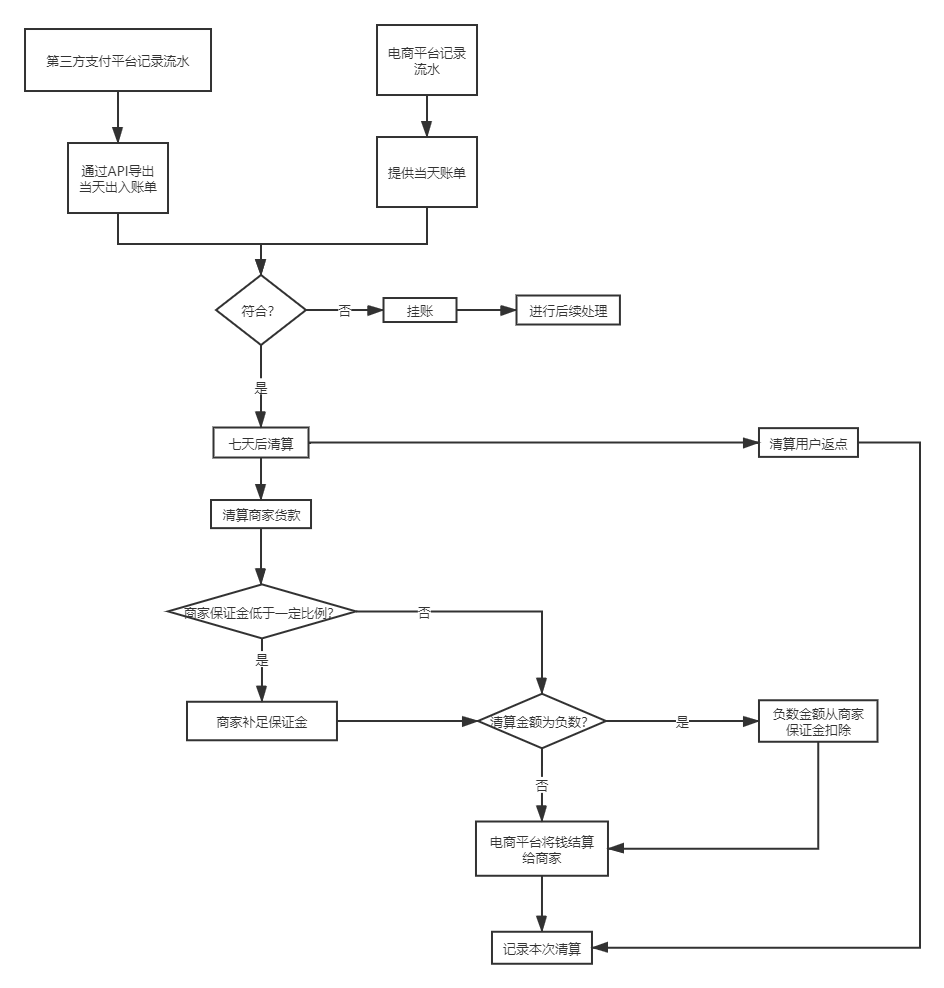 第三方支付平台记录流水
电商平台记录
流水
通过API导出
当天出入账单
提供当天账单
符合?
否
挂账
进行后续处理
是
七天后清算
清算用户返点
清算商家货款
商家保证金低于一定比例?
否
是
商家补足保证金
清算金额为负数?
是
负数金额从商家
保证金扣除
否
电商平台将钱结算
给商家
记录本次清算